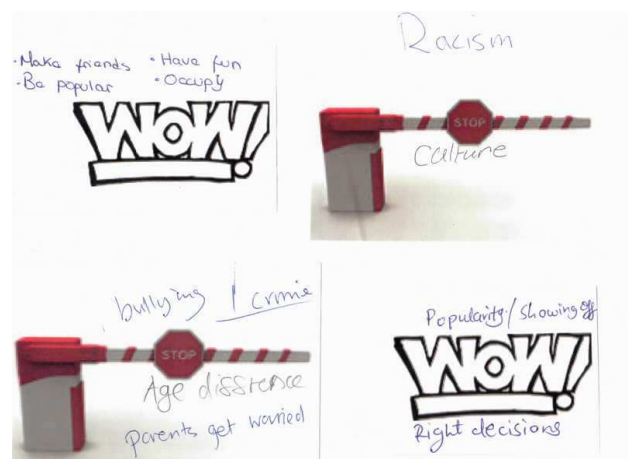 • Make friends • Have fun
• Be popular • Occupy
WOW!
Racism
STOP
Culture
bullying / crime
STOP
Age diffrence
parents get worried
Popularity / showing off
WOW!
Right decisions